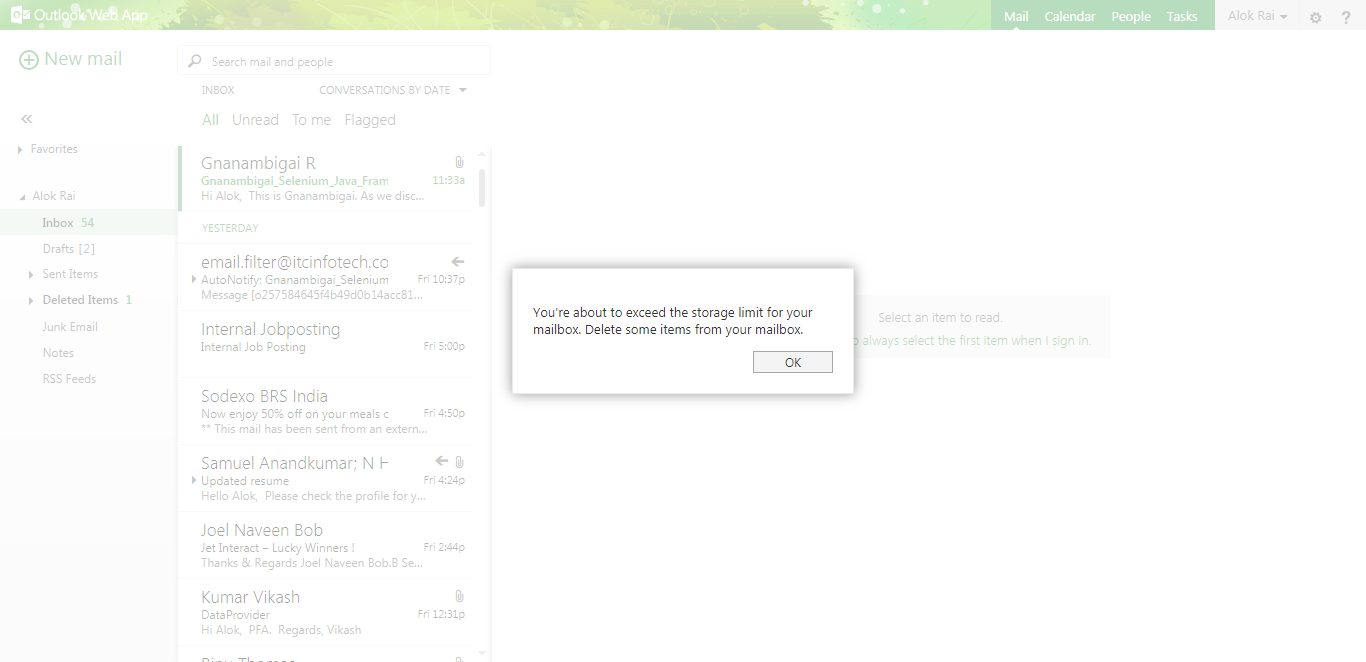 Outlook Web App
Mail Calendar People Tasks Alok Rai ?
New mail
Search mail and people
INBOX CONVERSATIONS BY DATE
All Unread To me Flagged
Favorites
Alok Rai
Inbox 54
Drafts [2]
Sent Items
Deleted Items 1
Junk Email
Notes
RSS Feeds
Gnanambigai R
Gnanambigai_Selenium_Java_Fram 11:33a
Hi Alok, This is Gnanambigai. As we disc...
YESTERDAY
email.filter@itcinfotech.co
AutoNotify: Gnanambigai_Selenium Fri 10:37p
Message [o257584645f4b49d0b14acc81...
Internal Jobposting
Internal Job Posting Fri 5:00p
Sodexo BRS India
Now enjoy 50% off on your meals c Fri 4:50p
** This mail has been sent from an extern...
Samuel Anandkumar; N H
Updated resume Fri 4:24p
Hello Alok, Please check the profile for y...
Joel Naveen Bob
Jet Interact – Lucky Winners ! Fri 2:44p
Thanks & Regards Joel Naveen Bob.B Se...
Kumar Vikash
DataProvider Fri 12:31p
Hi Alok, PFA. Regards, Vikash
You're about to exceed the storage limit for your
mailbox. Delete some items from your mailbox.
OK
Select an item to read.
always select the first item when I sign in.